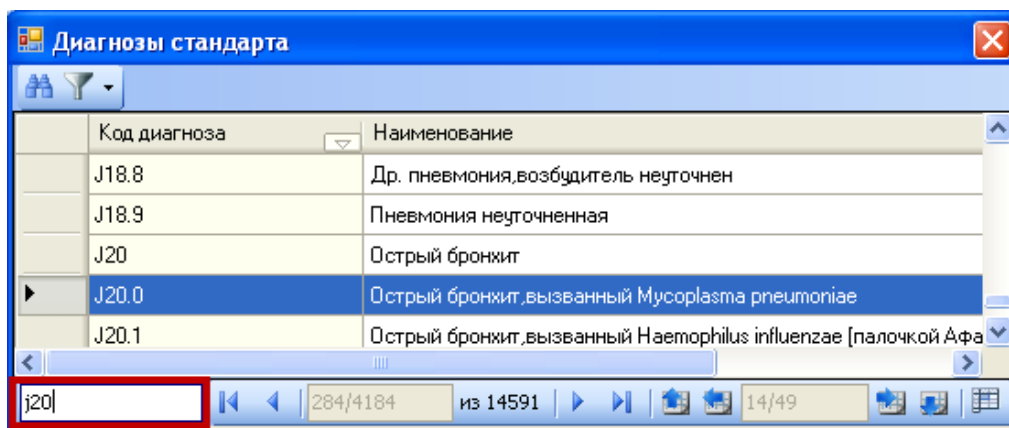 Диагнозы стандарта
Код диагноза Наименование
J18.8 Др. пневмония,возбудитель неуточнен
J18.9 Пневмония неуточненная
J20 Острый бронхит
J20.0 Острый бронхит,вызванный Mycoplasma pneumoniae
J20.1 Острый бронхит,вызванный Haemophilus influenzae [палочкой Афа
j20 284/4184 из 14591 14/49